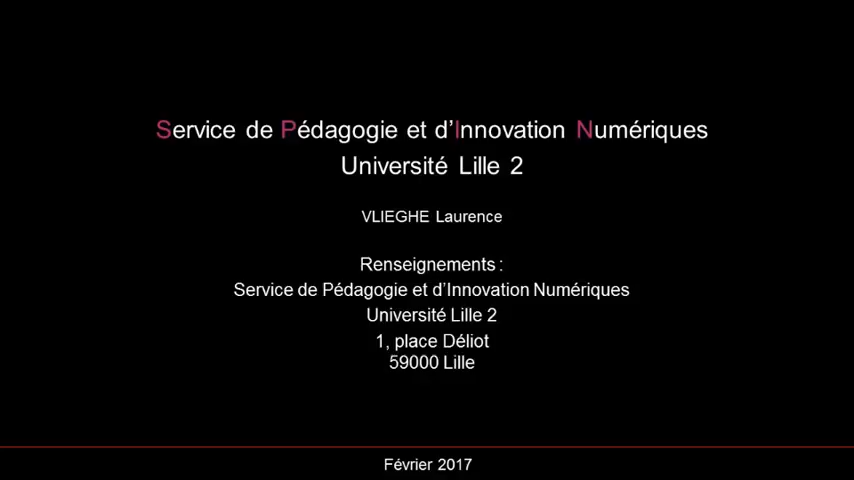 Service de Pédagogie et d’Innovation Numériques
Université Lille 2
VLIEGHE Laurence
Renseignements :
Service de Pédagogie et d’Innovation Numériques
Université Lille 2
1, place Déliot
59000 Lille
Février 2017